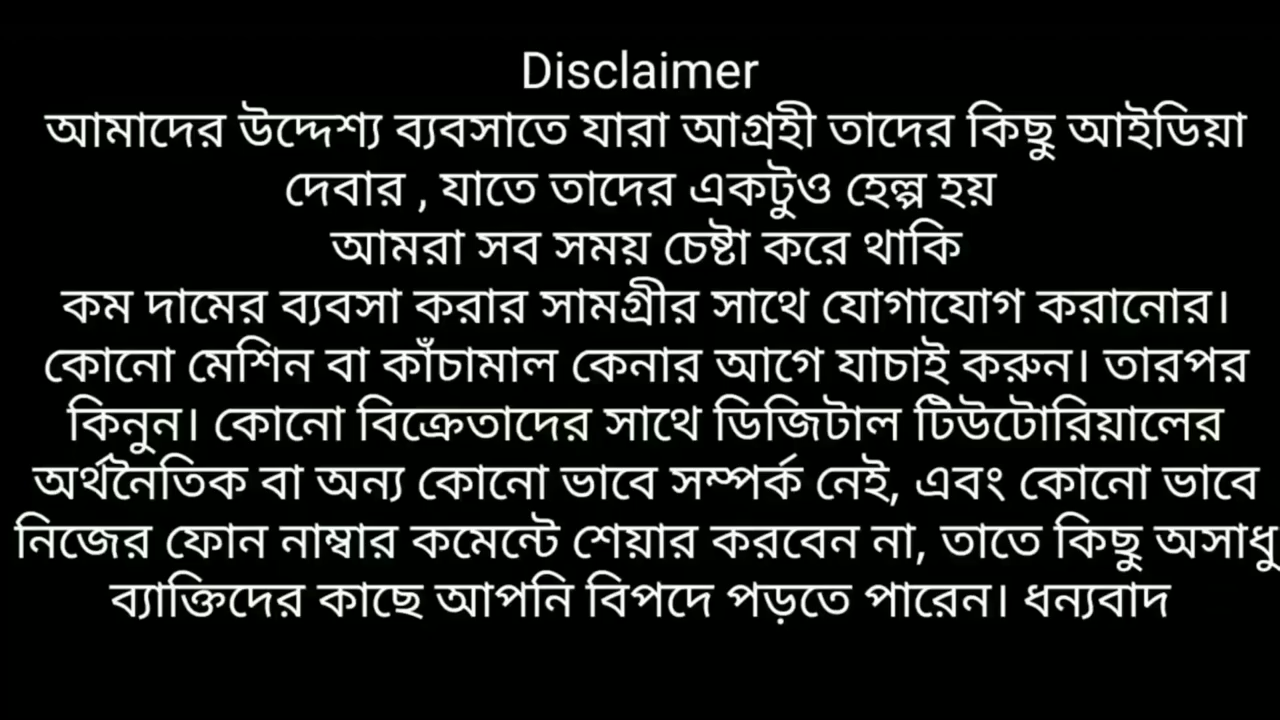 Disclaimer
আমাদের উদ্দেশ্য ব্যবসাতে যারা আগ্রহী তাদের কিছু আইডিয়া
দেবার , যাতে তাদের একটুও হেল্প হয়
আমরা সব সময় চেষ্টা করে থাকি
কম দামের ব্যবসা করার সামগ্রীর সাথে যোগাযোগ করানোর।
কোনো মেশিন বা কাঁচামাল কেনার আগে যাচাই করুন। তারপর
কিনুন। কোনো বিক্রেতাদের সাথে ডিজিটাল টিউটোরিয়ালের
অর্থনৈতিক বা অন্য কোনো ভাবে সম্পর্ক নেই, এবং কোনো ভাবে
নিজের ফোন নাম্বার কমেন্টে শেয়ার করবেন না, তাতে কিছু অসাধু
ব্যাক্তিদের কাছে আপনি বিপদে পড়তে পারেন। ধন্যবাদ